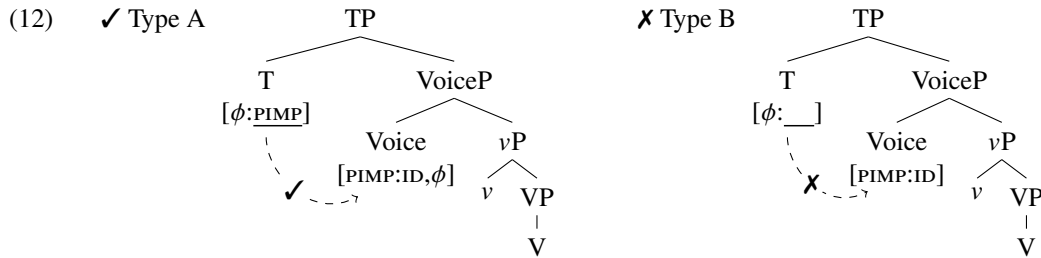 (12) ✓ Type A TP ✗ Type B TP
T VoiceP T VoiceP
[ϕ:PIMP] Voice vP [ϕ:__] Voice vP
[PIMP:ID,ϕ] v VP [PIMP:ID] v VP
✓ ✗
V V